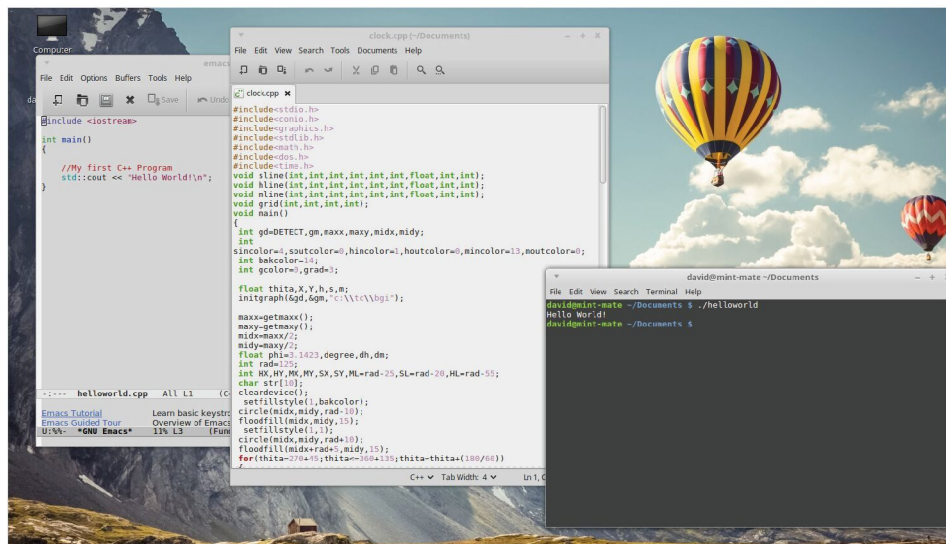 Computer
da
emacs
File Edit Options Buffers Tools Help
Save Undo
#include <iostream>
int main()
{
//My first C++ Program
std::cout << "Hello World!\n";
}
-:--- helloworld.cpp All L1 (C+
Emacs Tutorial Learn basic keystro
Emacs Guided Tour Overview of Emacs
U:%%- *GNU Emacs* 11% L3 (Fund
clock.cpp (~/Documents)
File Edit View Search Tools Documents Help
clock.cpp
#include<stdio.h>
#include<conio.h>
#include<graphics.h>
#include<stdlib.h>
#include<math.h>
#include<dos.h>
#include<time.h>
void sline(int,int,int,int,int,int,float,int,int);
void hline(int,int,int,int,int,int,float,int,int);
void mline(int,int,int,int,int,int,float,int,int);
void grid(int,int,int,int);
void main()
{
int gd=DETECT,gm,maxx,maxy,midx,midy;
int
sincolor=4,soutcolor=0,hincolor=1,houtcolor=0,mincolor=13,moutcolor=0;
int bakcolor=14;
int gcolor=3,grad=3;
float thita,X,Y,h,s,m;
initgraph(&gd,&gm,"c:\\tc\\bgi");
maxx=getmaxx();
maxy=getmaxy();
midx=maxx/2;
midy=maxy/2;
float phi=3.1423,degree,dh,dm;
int rad=125;
int HX,HY,MX,MY,SX,SY,ML=rad-25,SL=rad-20,HL=rad-55;
char str[10];
cleardevice();
setfillstyle(1,bakcolor);
circle(midx,midy,rad-10);
floodfill(midx,midy,15);
setfillstyle(1,1);
circle(midx,midy,rad+10);
floodfill(midx+rad+5,midy,15);
for(thita=270+45;thita<=360+135;thita=thita+(180/60))
{
C++ Tab Width: 4 Ln 1, C
david@mint-mate ~/Documents
File Edit View Search Terminal Help
david@mint-mate ~/Documents $ ./helloworld
Hello World!
david@mint-mate ~/Documents $